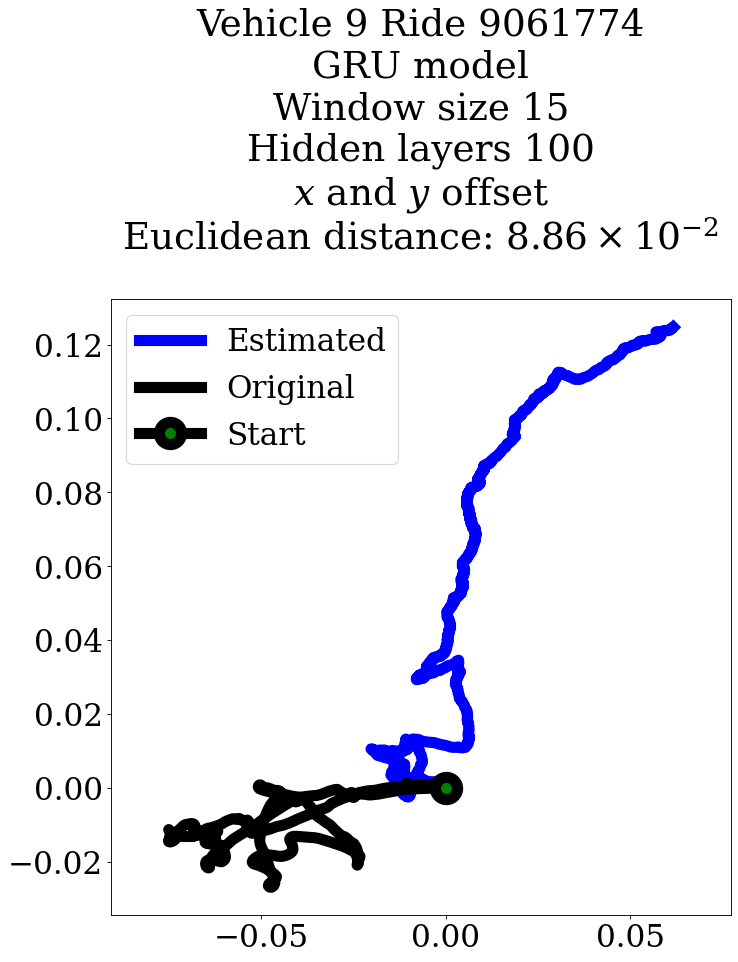 Vehicle 9 Ride 9061774
GRU model
Window size 15
Hidden layers 100
x and y offset
Euclidean distance: 8.86 × 10⁻²
Estimated
Original
Start
0.12
0.10
0.08
0.06
0.04
0.02
0.00
−0.02
−0.05 0.00 0.05